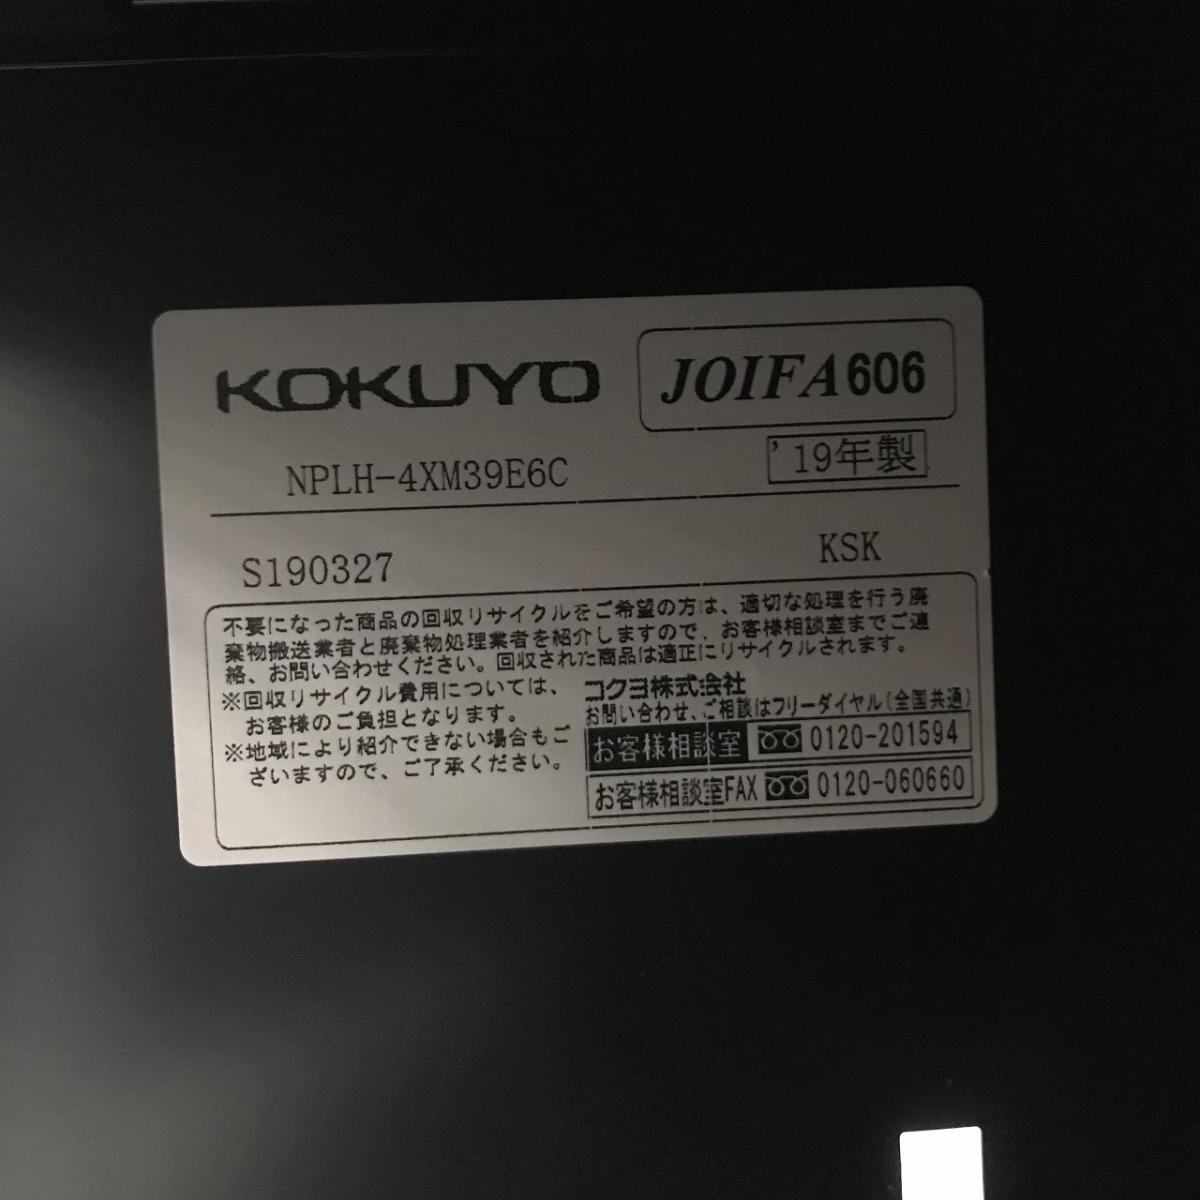 KOKUYO
JOIFA606
NPLH-4XM39E6C
'19年製
S190327
KSK
不要になった商品の回収リサイクルをご希望の方は、適切な処理を行う廃
棄物搬送業者と廃棄物処理業者を紹介しますので、お客様相談室までご連
絡、お問い合わせください。回収された商品は適正にリサイクルされます。
※回収リサイクル費用については、
お客様のご負担となります。
※地域により紹介できない場合もご
ざいますので、ご了承ください。
コクヨ株式会社
お問い合わせ、ご相談はフリーダイヤル(全国共通)
お客様相談室 0120-201594
お客様相談室FAX 0120-060660